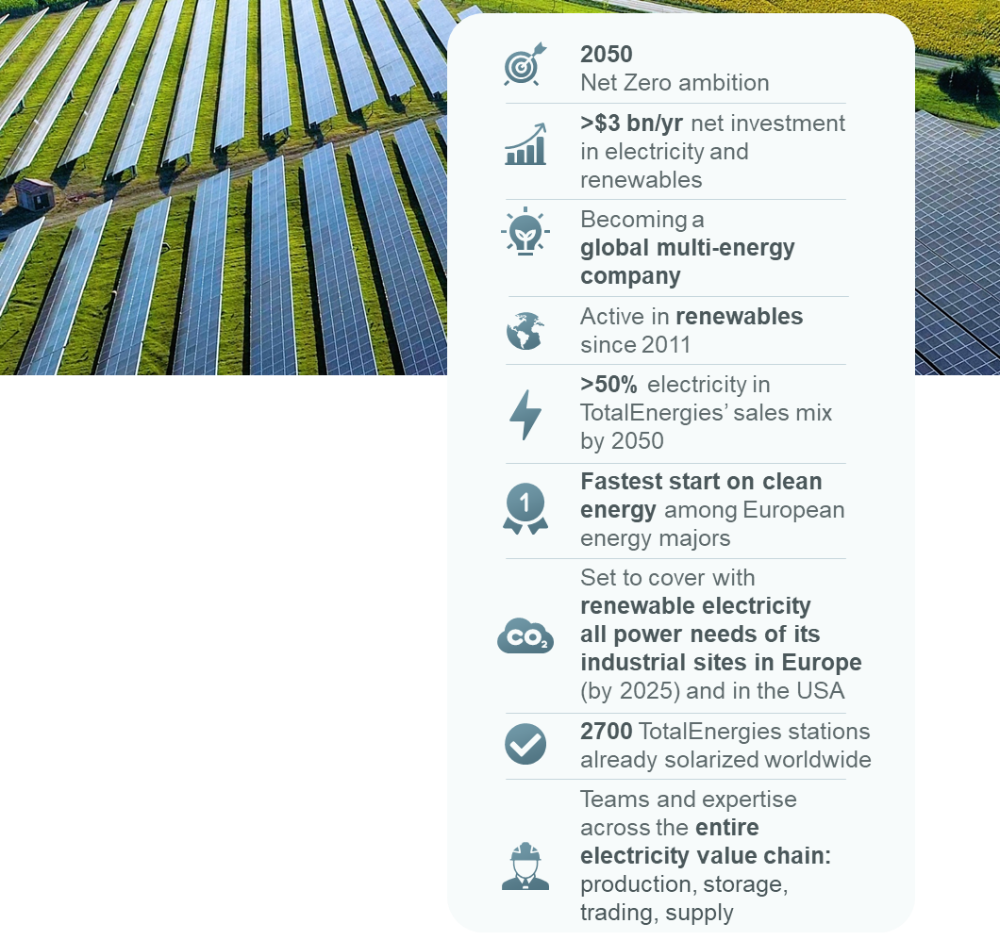 2050
Net Zero ambition
>$3 bn/yr net investment
in electricity and
renewables
Becoming a
global multi-energy
company
Active in renewables
since 2011
>50% electricity in
TotalEnergies’ sales mix
by 2050
1
Fastest start on clean
energy among European
energy majors
Set to cover with
renewable electricity
all power needs of its
industrial sites in Europe
(by 2025) and in the USA
CO2
2700 TotalEnergies stations
already solarized worldwide
Teams and expertise
across the entire
electricity value chain:
production, storage,
trading, supply